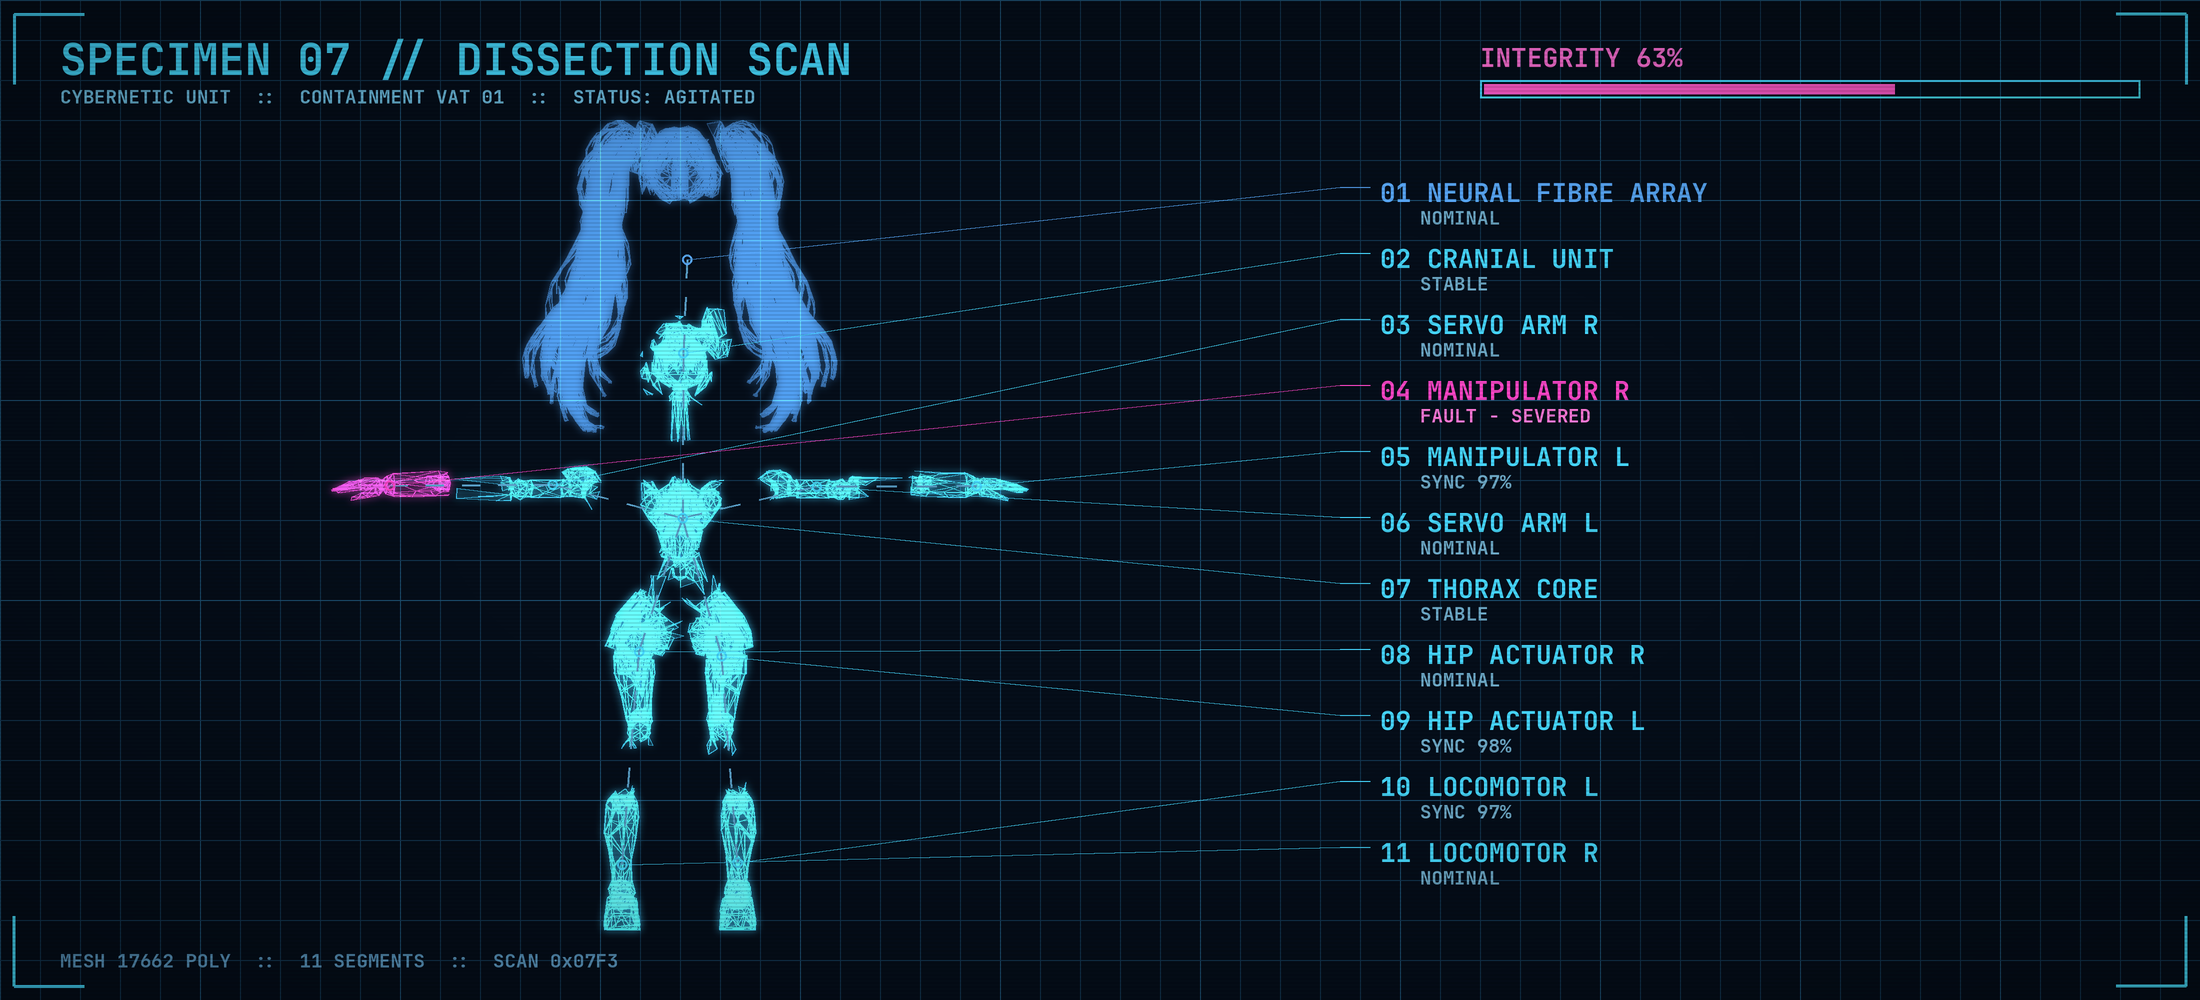 SPECIMEN 07 // DISSECTION SCAN
CYBERNETIC UNIT :: CONTAINMENT VAT 01 :: STATUS: AGITATED
INTEGRITY 63%
01 NEURAL FIBRE ARRAY
NOMINAL
02 CRANIAL UNIT
STABLE
03 SERVO ARM R
NOMINAL
04 MANIPULATOR R
FAULT - SEVERED
05 MANIPULATOR L
SYNC 97%
06 SERVO ARM L
NOMINAL
07 THORAX CORE
STABLE
08 HIP ACTUATOR R
NOMINAL
09 HIP ACTUATOR L
SYNC 98%
10 LOCOMOTOR L
SYNC 97%
11 LOCOMOTOR R
NOMINAL
MESH 17662 POLY :: 11 SEGMENTS :: SCAN 0x07F3